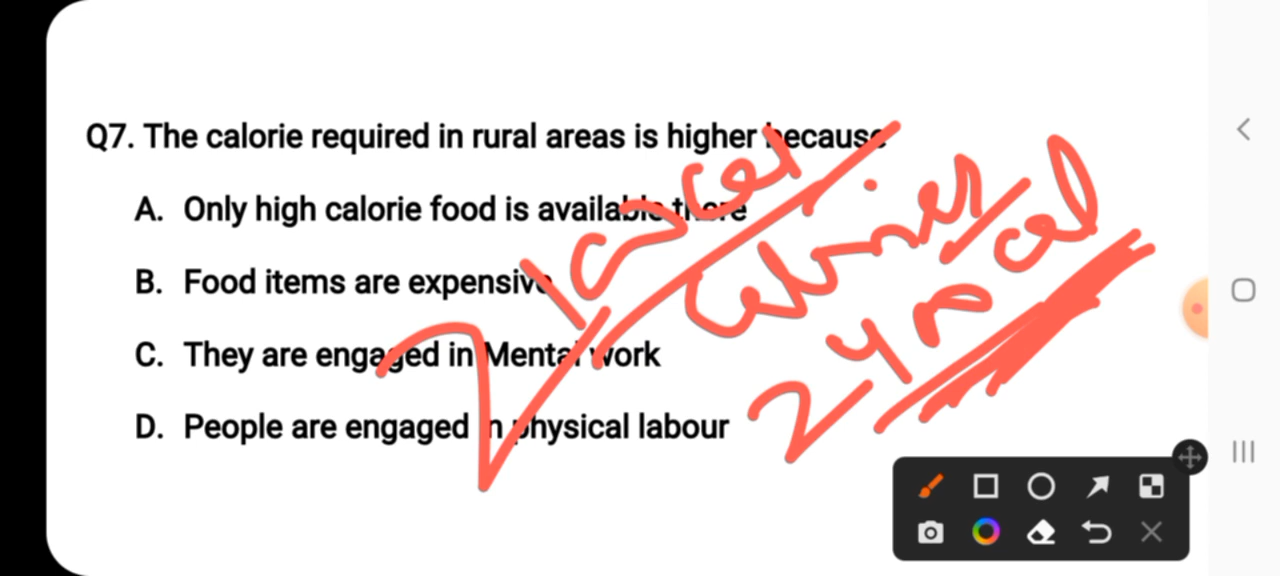 Q7. The calorie required in rural areas is higher because
A. Only high calorie food is available there
B. Food items are expensive
C. They are engaged in Mental work
D. People are engaged in physical labour
calories
cal